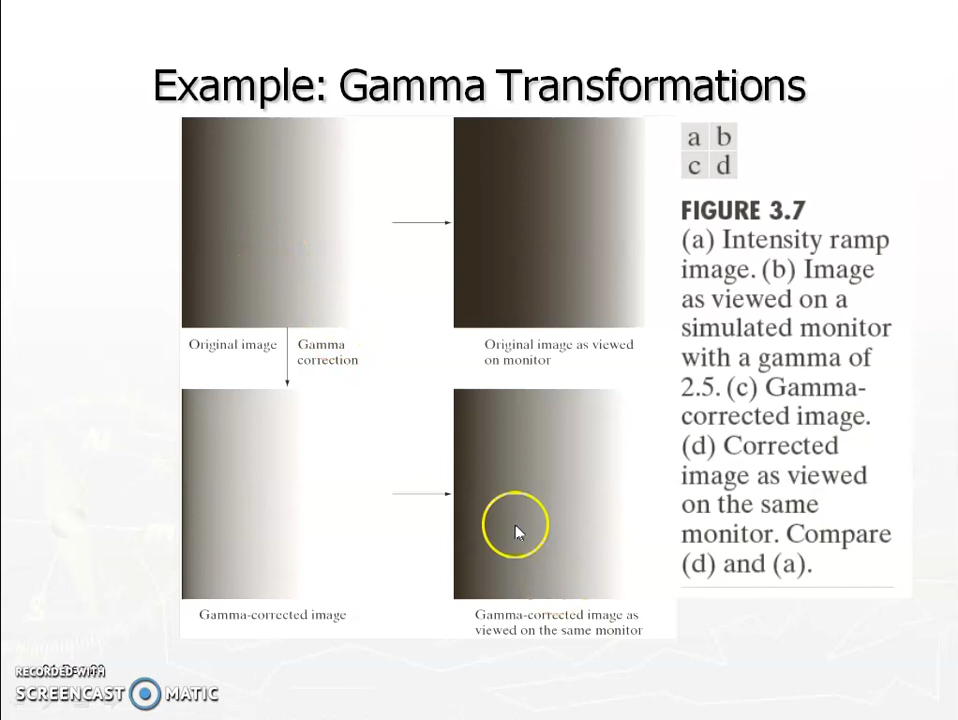 Example: Gamma Transformations
a b
c d
FIGURE 3.7
(a) Intensity ramp
image. (b) Image
as viewed on a
simulated monitor
with a gamma of
2.5. (c) Gamma-
corrected image.
(d) Corrected
image as viewed
on the same
monitor. Compare
(d) and (a).
Original image
Gamma
correction
Original image as viewed
on monitor
Gamma-corrected image
Gamma-corrected image as
viewed on the same monitor
RECORDED WITH
SCREENCAST MATIC